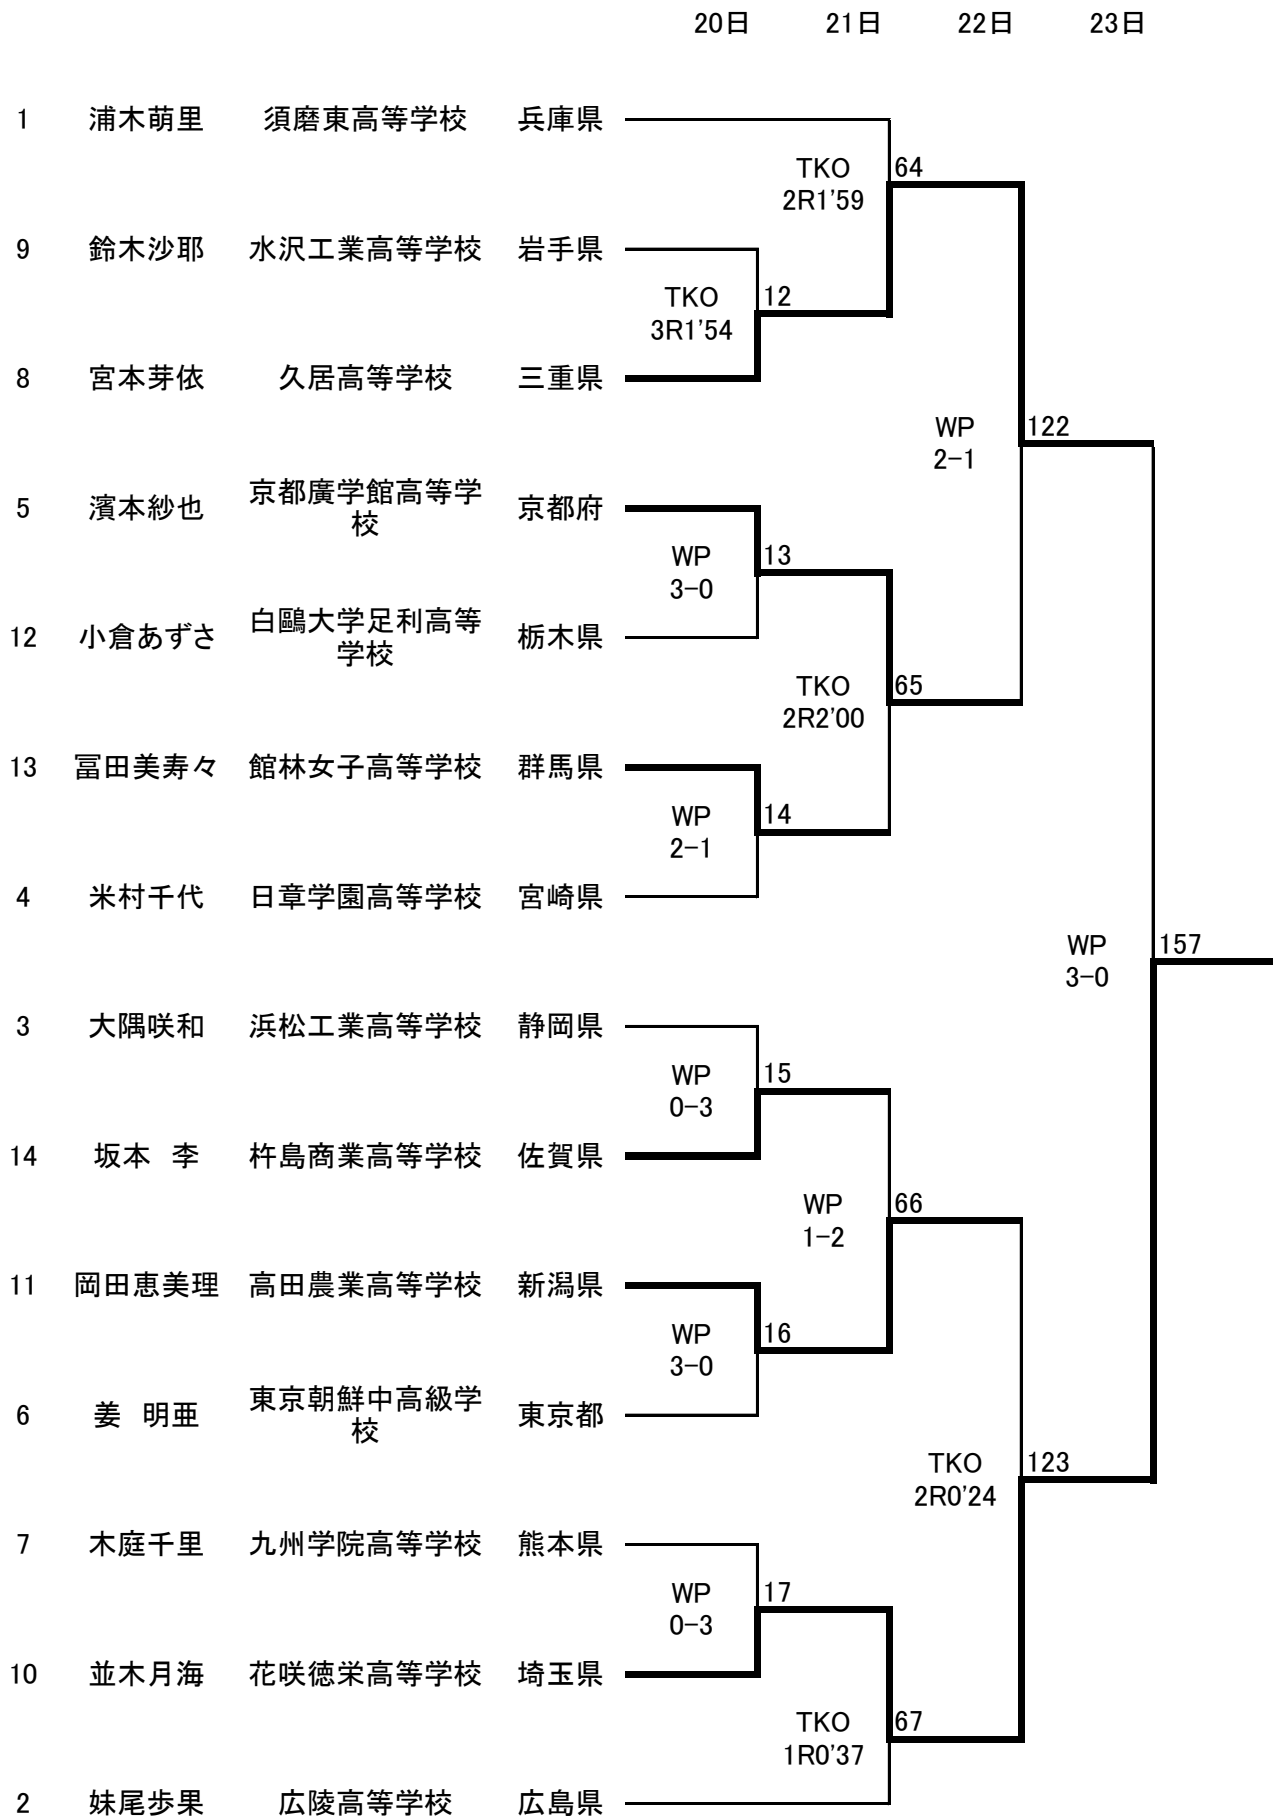 20日 21日 22日 23日
1 浦木萌里 須磨東高等学校 兵庫県
TKO 64
2R1'59
9 鈴木沙耶 水沢工業高等学校 岩手県
TKO 12
3R1'54
8 宮本芽依 久居高等学校 三重県
WP 122
2-1
5 濱本紗也 京都廣学館高等学
校 京都府
WP 13
3-0
12 小倉あずさ 白鷗大学足利高等
学校 栃木県
TKO 65
2R2'00
13 冨田美寿々 館林女子高等学校 群馬県
WP 14
2-1
4 米村千代 日章学園高等学校 宮崎県
WP 157
3-0
3 大隅咲和 浜松工業高等学校 静岡県
WP 15
0-3
14 坂本 李 杵島商業高等学校 佐賀県
WP 66
1-2
11 岡田恵美理 高田農業高等学校 新潟県
WP 16
3-0
6 姜 明亜 東京朝鮮中高級学
校 東京都
TKO 123
2R0'24
7 木庭千里 九州学院高等学校 熊本県
WP 17
0-3
10 並木月海 花咲徳栄高等学校 埼玉県
TKO 67
1R0'37
2 妹尾歩果 広陵高等学校 広島県